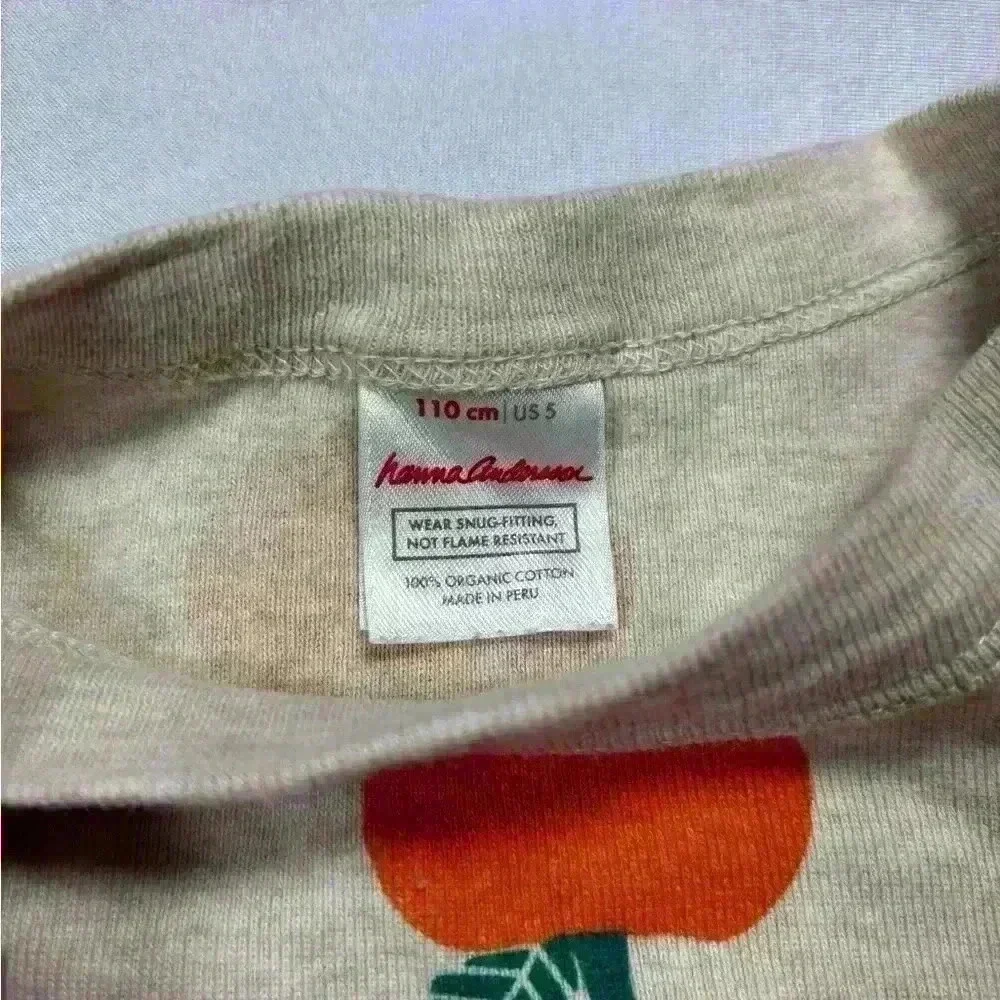 110 cm | US 5
hanna andersson
WEAR SNUG-FITTING,
NOT FLAME RESISTANT
100% ORGANIC COTTON
MADE IN PERU